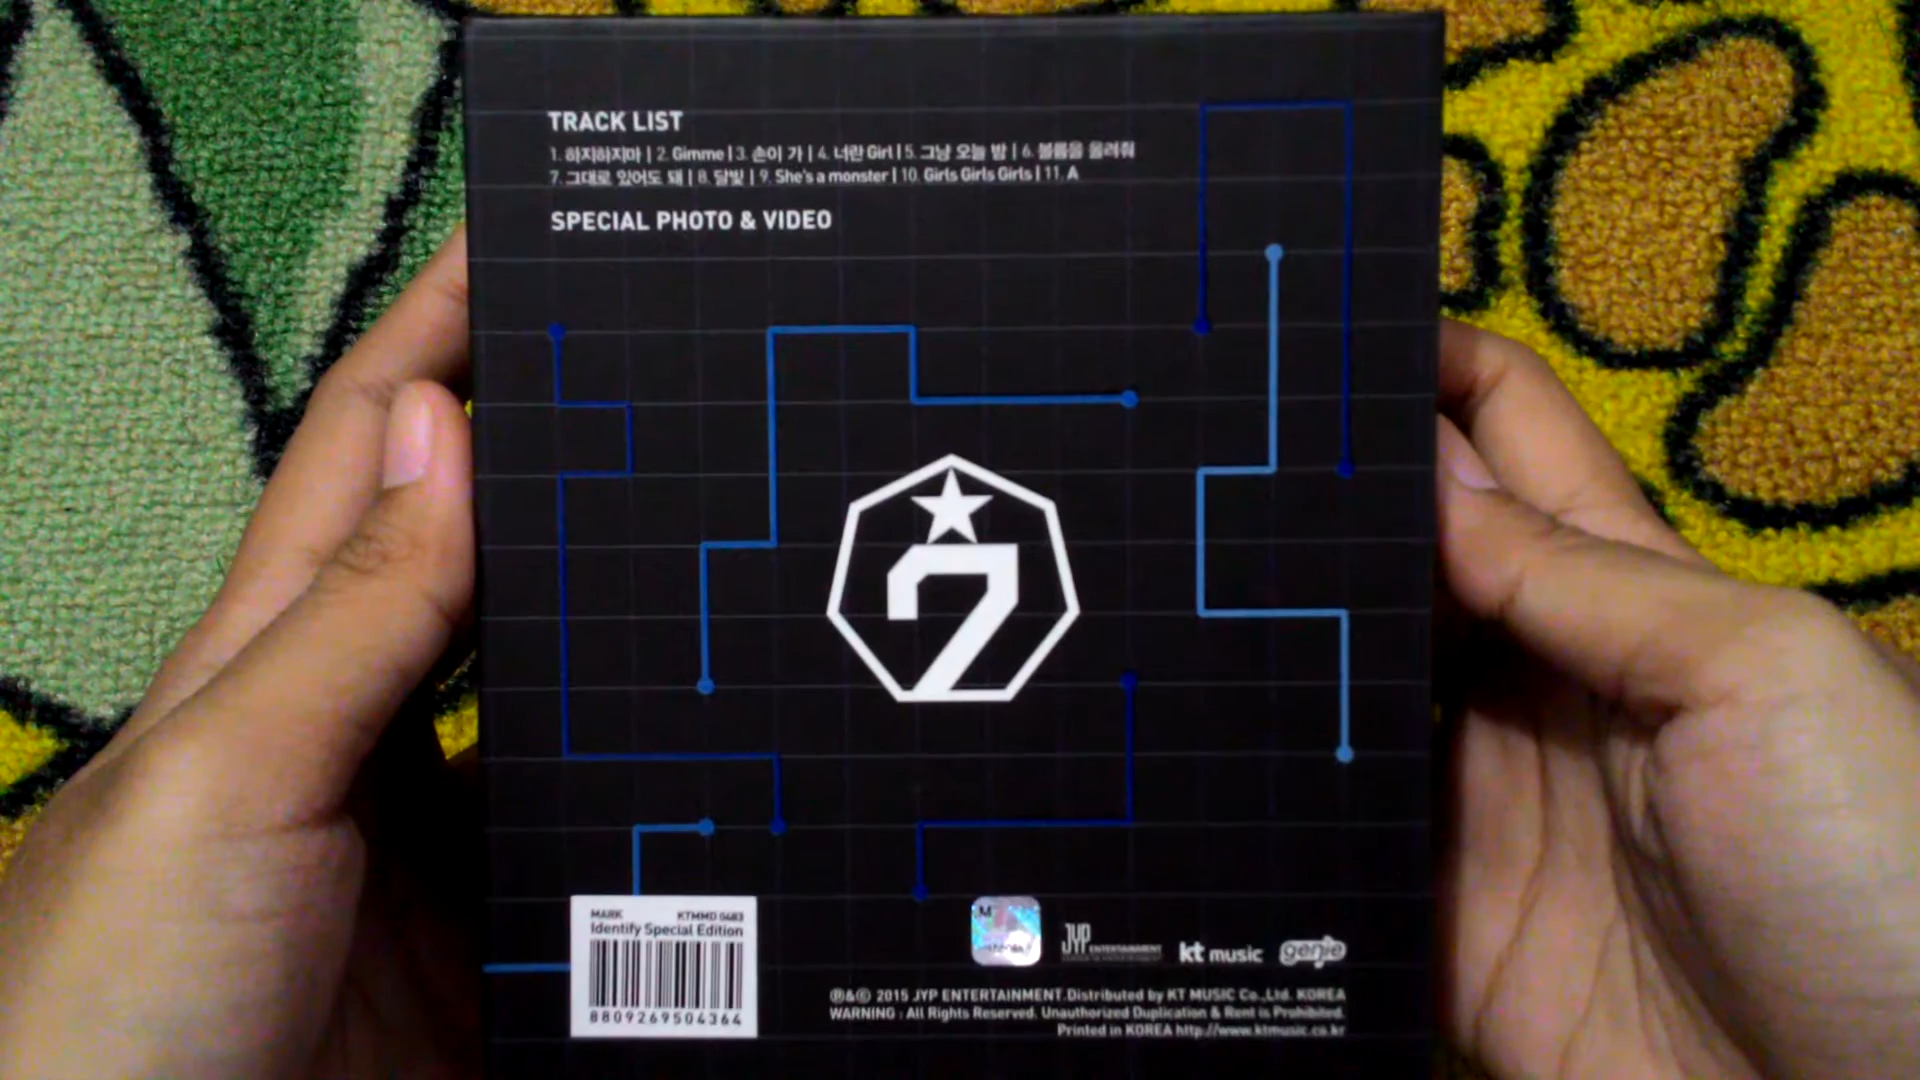 TRACK LIST
1. 하지하지마 | 2. Gimme | 3. 손이 가 | 4. 너란 Girl | 5. 그냥 오늘 밤 | 6. 볼륨을 올려줘
7. 그대로 있어도 돼 | 8. 달빛 | 9. She's a monster | 10. Girls Girls Girls | 11. A
SPECIAL PHOTO & VIDEO
7
MARK KTMMD 0483
Identify Special Edition
8809269504364
JYP ENTERTAINMENT
kt music
genie
℗&© 2015 JYP ENTERTAINMENT.Distributed by KT MUSIC Co.,Ltd. KOREA
WARNING : All Rights Reserved. Unauthorized Duplication & Rent is Prohibited.
Printed in KOREA http://www.ktmusic.co.kr